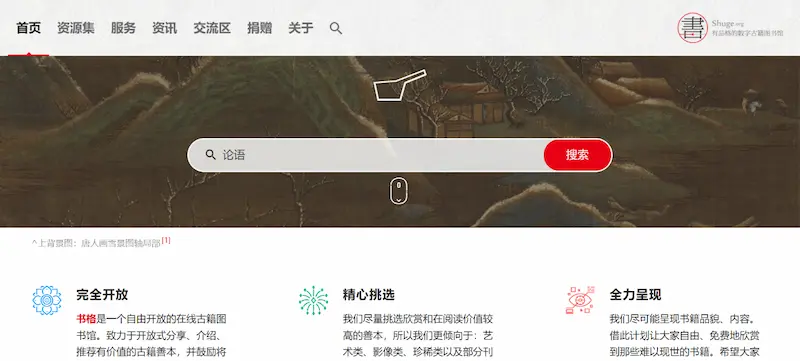 首页 资源集 服务 资讯 交流区 捐赠 关于
書 Shuge.org
有品格的数字古籍图书馆
论语 搜索
^上背景图：唐人画雪景图轴局部[1]
完全开放
书格是一个自由开放的在线古籍图
书馆。致力于开放式分享、介绍、
推荐有价值的古籍善本，并鼓励将
精心挑选
我们尽量挑选欣赏和在阅读价值较
高的善本，所以我们更倾向于：艺
术类、影像类、珍稀类以及部分刊
全力呈现
我们尽可能呈现书籍品貌、内容。
借此计划让大家自由、免费地欣赏
到那些难以现世的书籍。希望大家